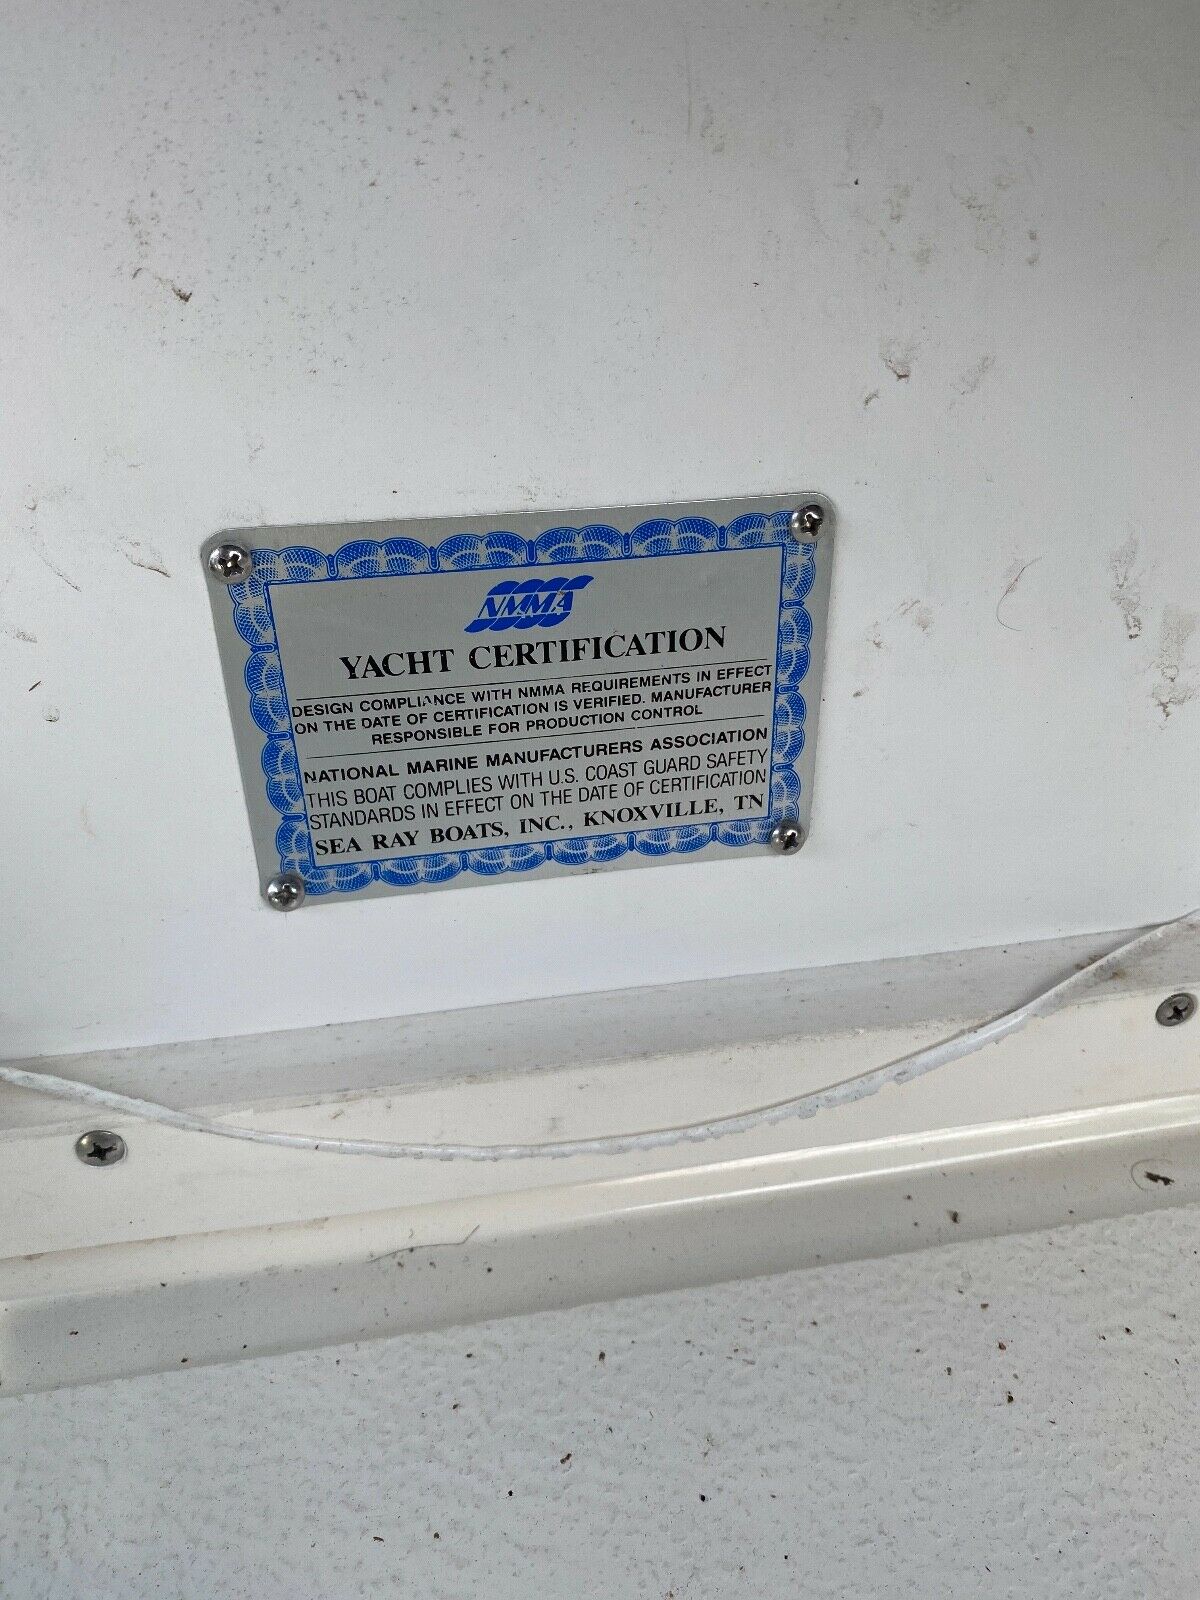 NMMA
YACHT CERTIFICATION
DESIGN COMPLIANCE WITH NMMA REQUIREMENTS IN EFFECT
ON THE DATE OF CERTIFICATION IS VERIFIED. MANUFACTURER
RESPONSIBLE FOR PRODUCTION CONTROL
NATIONAL MARINE MANUFACTURERS ASSOCIATION
THIS BOAT COMPLIES WITH U.S. COAST GUARD SAFETY
STANDARDS IN EFFECT ON THE DATE OF CERTIFICATION
SEA RAY BOATS, INC., KNOXVILLE, TN